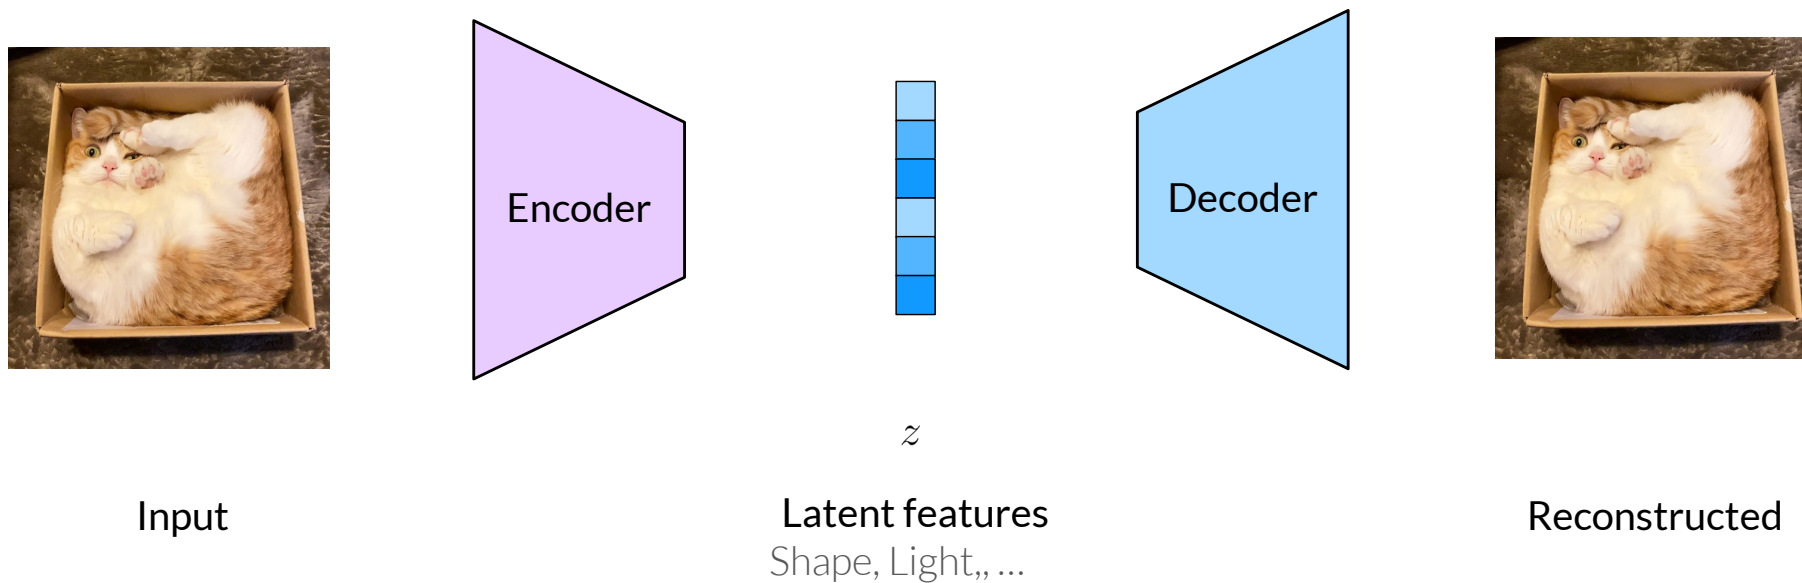 Encoder
Decoder
z
Input
Latent features
Reconstructed
Shape, Light,, ...